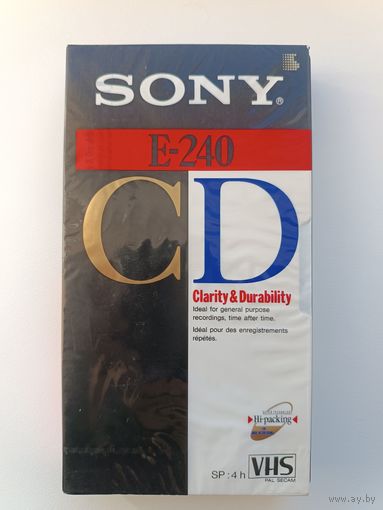 SONY®
E-240
CD
Clarity & Durability
Ideal for general purpose
recordings, time after time.
Idéal pour des enregistrements
répétés.
Hi-packing
SP : 4 h
VHS
PAL SECAM
www.ay.by